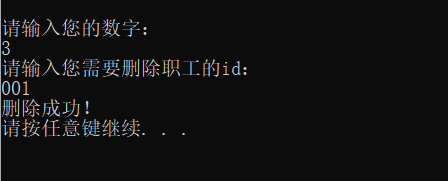 请输入您的数字:
3
请输入您需要删除职工的id:
001
删除成功!
请按任意键继续. . .